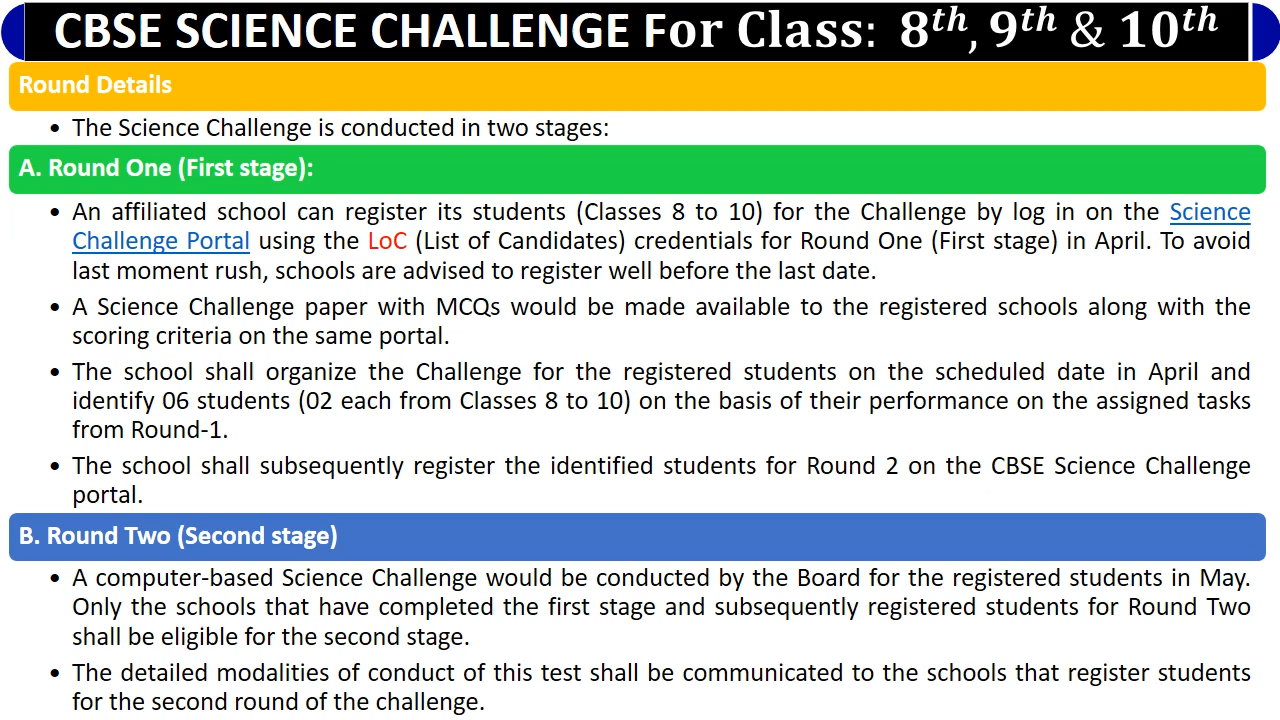 CBSE SCIENCE CHALLENGE For Class: 8th, 9th & 10th
Round Details
• The Science Challenge is conducted in two stages:
A. Round One (First stage):
• An affiliated school can register its students (Classes 8 to 10) for the Challenge by log in on the Science
Challenge Portal using the LoC (List of Candidates) credentials for Round One (First stage) in April. To avoid
last moment rush, schools are advised to register well before the last date.
• A Science Challenge paper with MCQs would be made available to the registered schools along with the
scoring criteria on the same portal.
• The school shall organize the Challenge for the registered students on the scheduled date in April and
identify 06 students (02 each from Classes 8 to 10) on the basis of their performance on the assigned tasks
from Round-1.
• The school shall subsequently register the identified students for Round 2 on the CBSE Science Challenge
portal.
B. Round Two (Second stage)
• A computer-based Science Challenge would be conducted by the Board for the registered students in May.
Only the schools that have completed the first stage and subsequently registered students for Round Two
shall be eligible for the second stage.
• The detailed modalities of conduct of this test shall be communicated to the schools that register students
for the second round of the challenge.